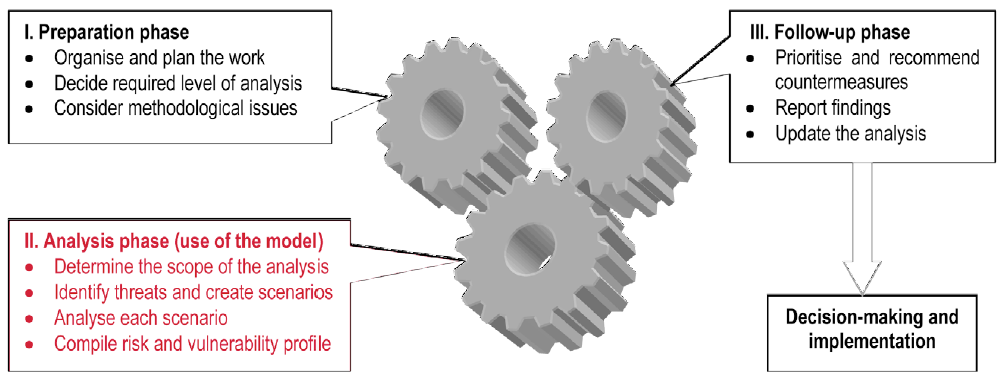 I. Preparation phase
• Organise and plan the work
• Decide required level of analysis
• Consider methodological issues
II. Analysis phase (use of the model)
• Determine the scope of the analysis
• Identify threats and create scenarios
• Analyse each scenario
• Compile risk and vulnerability profile
III. Follow-up phase
• Prioritise and recommend
countermeasures
• Report findings
• Update the analysis
Decision-making and
implementation